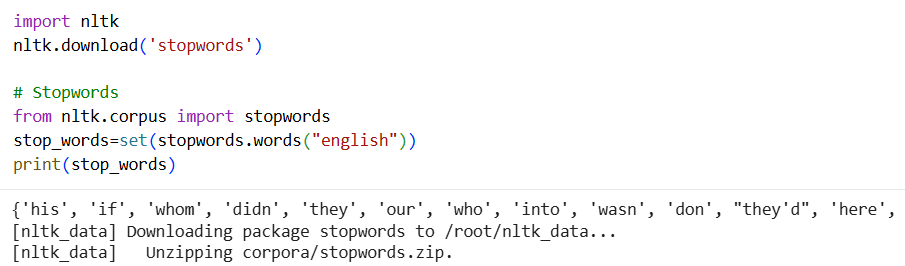 import nltk
nltk.download('stopwords')
# Stopwords
from nltk.corpus import stopwords
stop_words=set(stopwords.words("english"))
print(stop_words)
{'his', 'if', 'whom', 'didn', 'they', 'our', 'who', 'into', 'wasn', 'don', "they'd", 'here',
[nltk_data] Downloading package stopwords to /root/nltk_data...
[nltk_data]   Unzipping corpora/stopwords.zip.